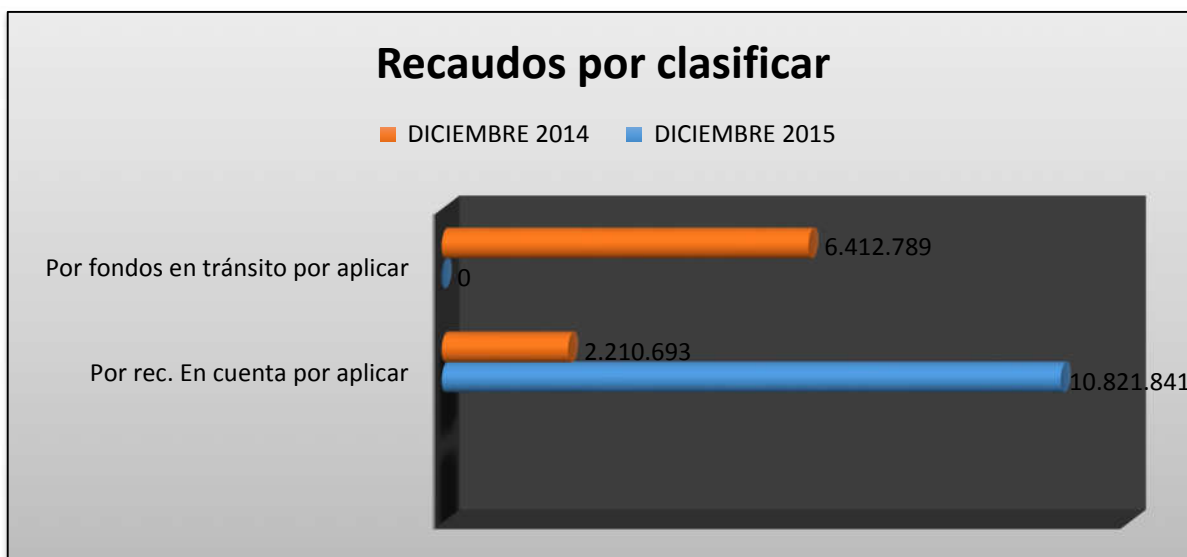 Recaudos por clasificar
DICIEMBRE 2014 DICIEMBRE 2015
Por fondos en tránsito por aplicar
6.412.789
0
Por rec. En cuenta por aplicar
2.210.693
10.821.841